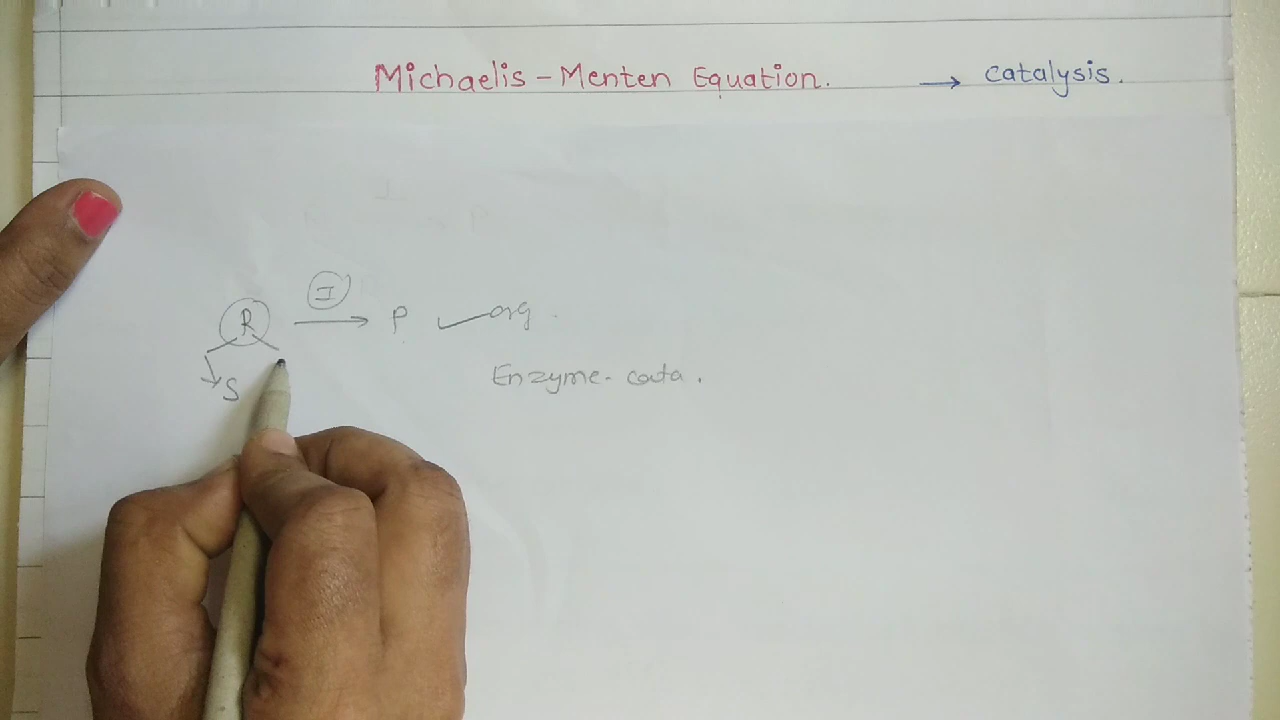 Michaelis-Menten Equation. → catalysis.
I
R → P ✓ org.
Enzyme-cata.
S